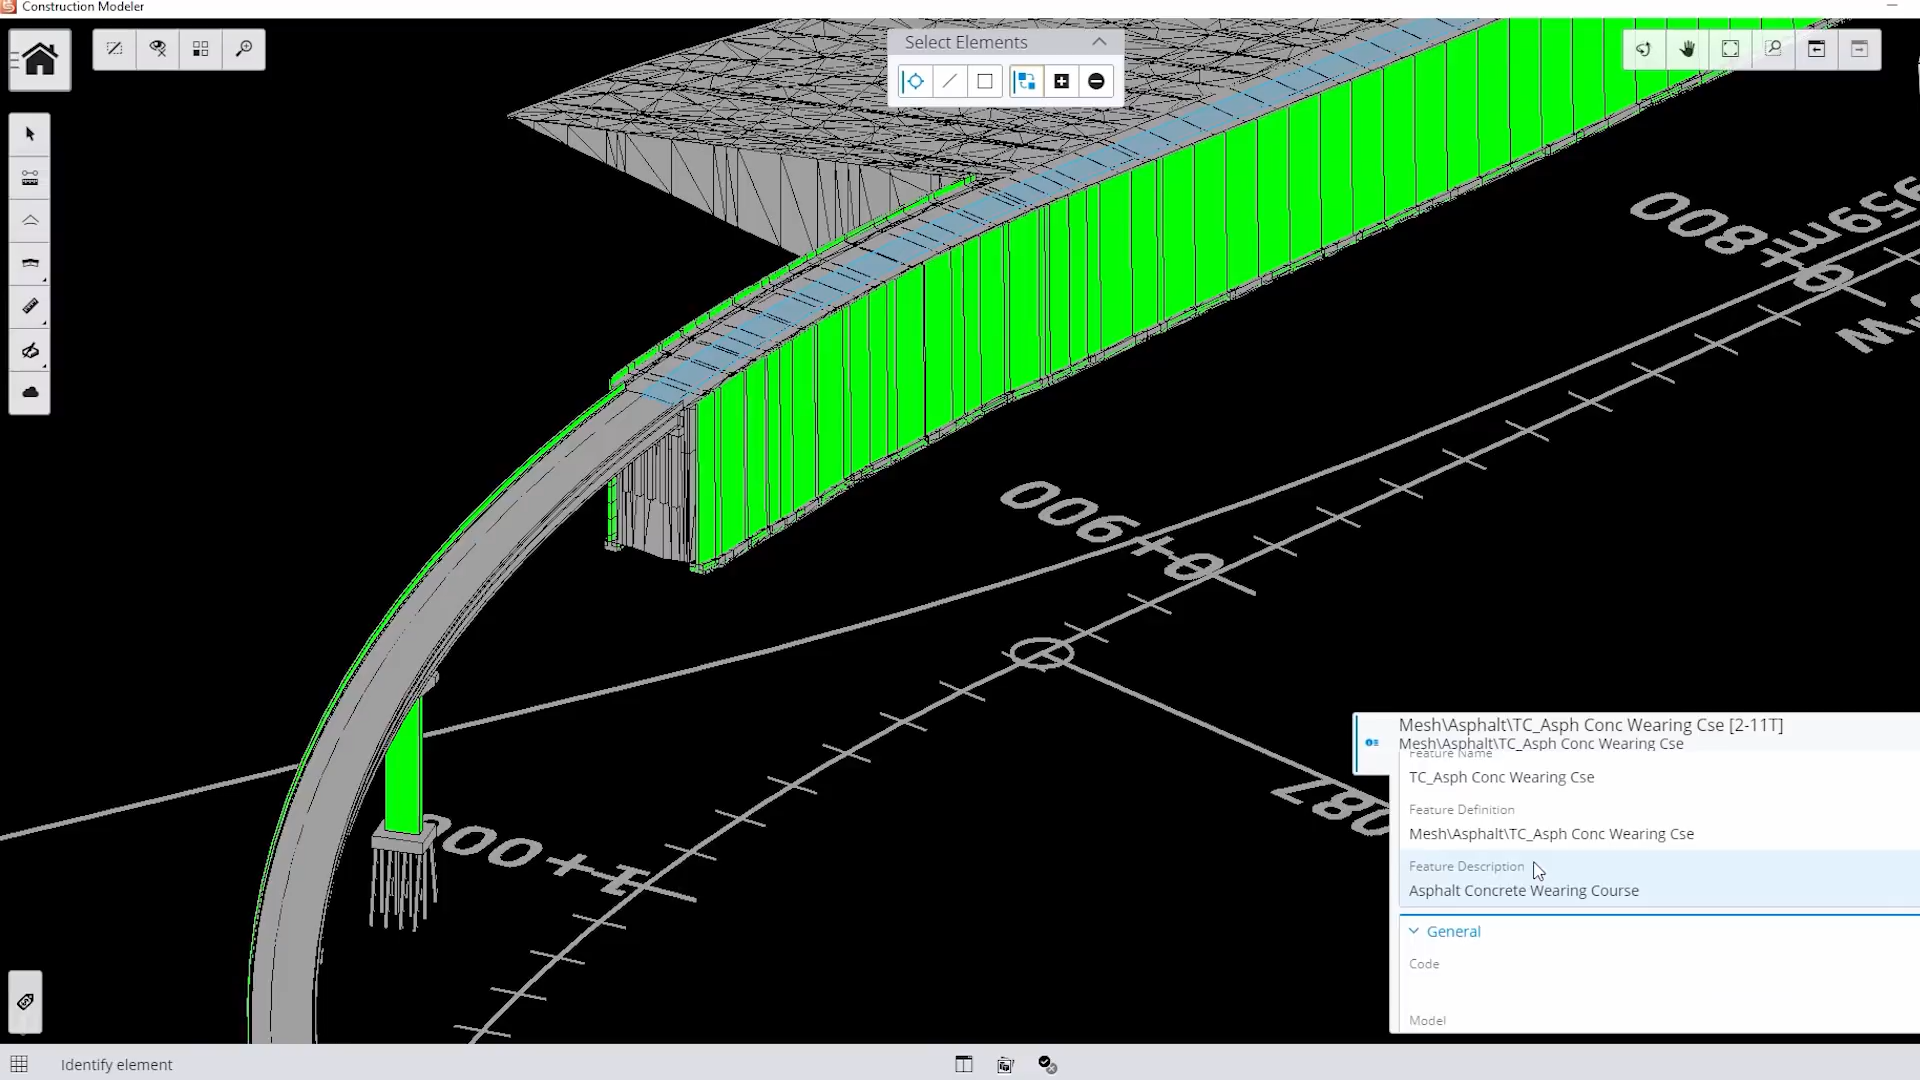 Construction Modeler
Select Elements
0+800
0+900
1+000
Mesh\Asphalt\TC_Asph Conc Wearing Cse [2-11T]
Mesh\Asphalt\TC_Asph Conc Wearing Cse
Feature Name
TC_Asph Conc Wearing Cse
Feature Definition
Mesh\Asphalt\TC_Asph Conc Wearing Cse
Feature Description
Asphalt Concrete Wearing Course
General
Code
Model
Identify element